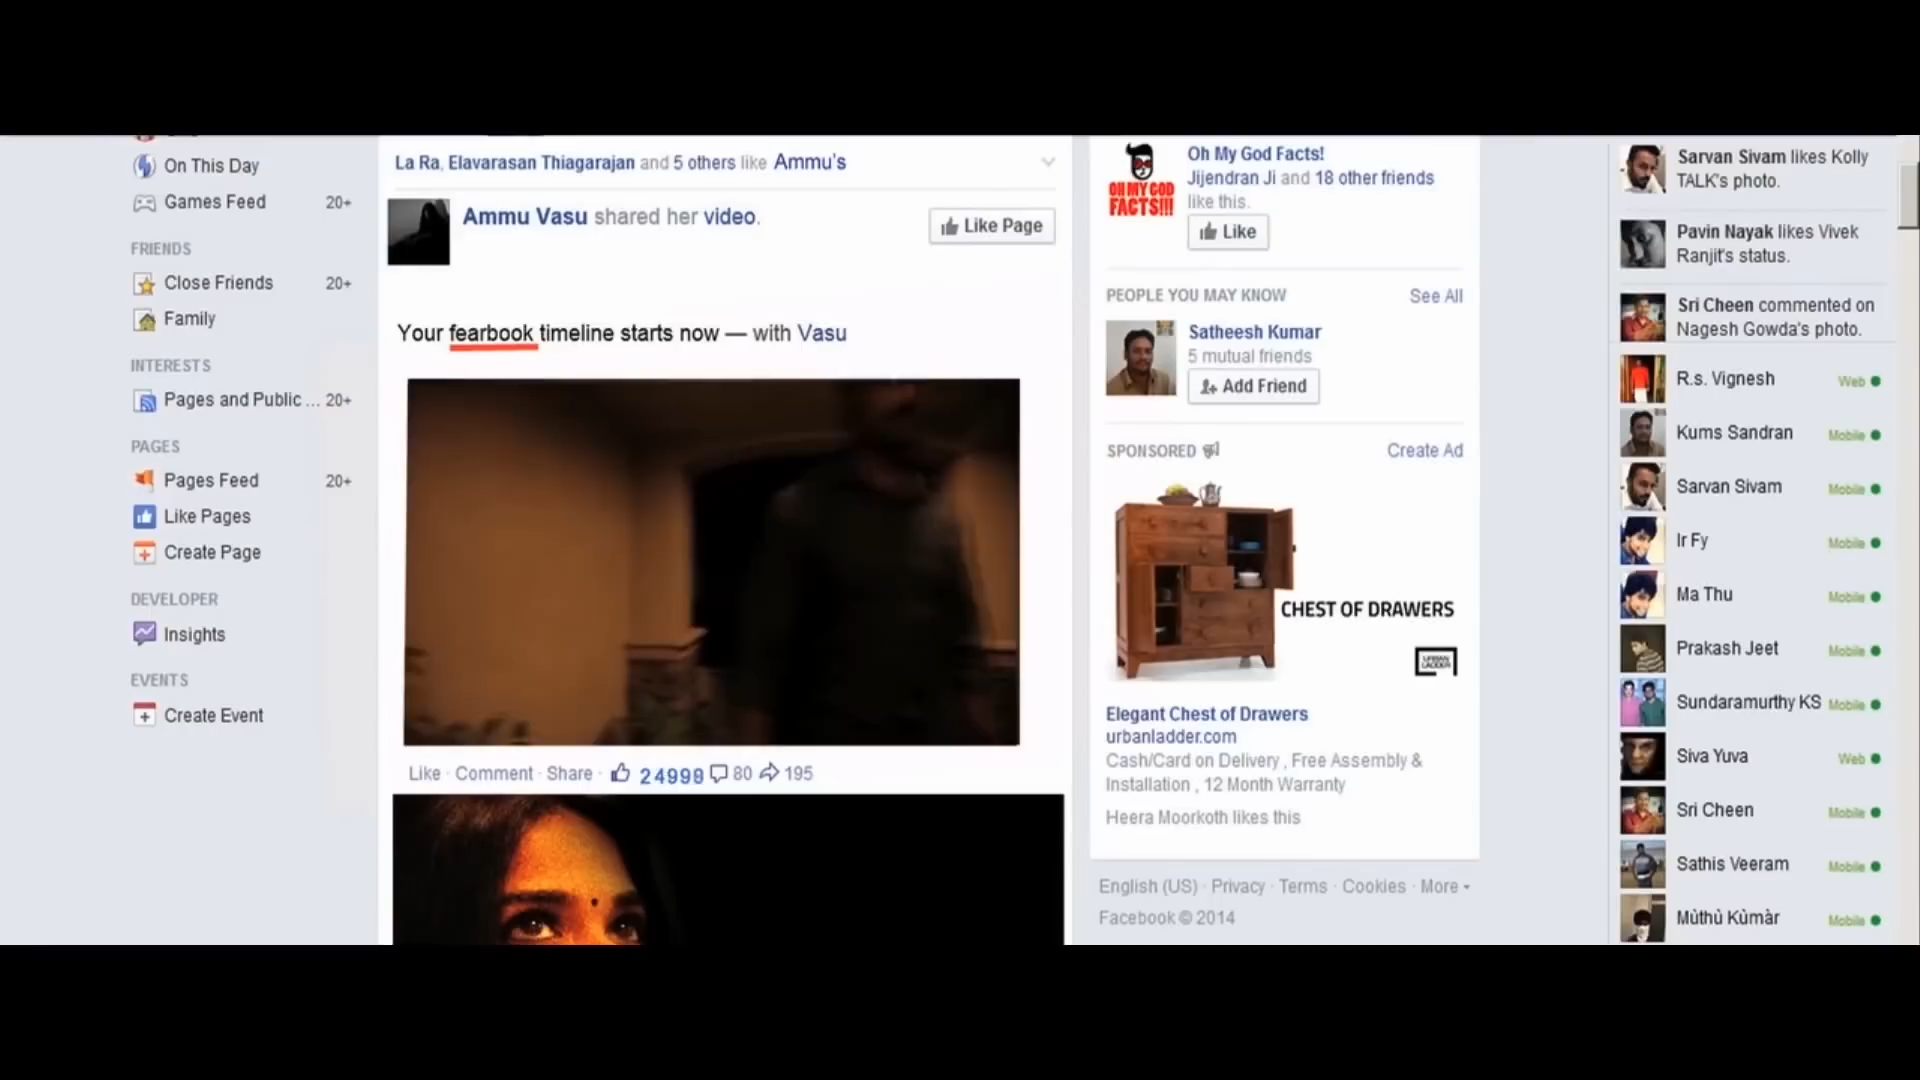 On This Day
Games Feed 20+
FRIENDS
Close Friends 20+
Family
INTERESTS
Pages and Public ... 20+
PAGES
Pages Feed 20+
Like Pages
Create Page
DEVELOPER
Insights
EVENTS
Create Event
La Ra, Elavarasan Thiagarajan and 5 others like Ammu's
Ammu Vasu shared her video.
Like Page
Your fearbook timeline starts now — with Vasu
Like · Comment · Share · 24998 80 195
OH MY GOD
FACTS!!!
Oh My God Facts!
Jijendran Ji and 18 other friends
like this.
Like
PEOPLE YOU MAY KNOW See All
Satheesh Kumar
5 mutual friends
Add Friend
SPONSORED Create Ad
CHEST OF DRAWERS
URBAN
LADDER
Elegant Chest of Drawers
urbanladder.com
Cash/Card on Delivery , Free Assembly &
Installation , 12 Month Warranty
Heera Moorkoth likes this
English (US) · Privacy · Terms · Cookies · More
Facebook © 2014
Sarvan Sivam likes Kolly
TALK's photo.
Pavin Nayak likes Vivek
Ranjit's status.
Sri Cheen commented on
Nagesh Gowda's photo.
R.s. Vignesh Web
Kums Sandran Mobile
Sarvan Sivam Mobile
Ir Fy Mobile
Ma Thu Mobile
Prakash Jeet Mobile
Sundaramurthy KS Mobile
Siva Yuva Web
Sri Cheen Mobile
Sathis Veeram Mobile
Mùthù Kùmàr Mobile